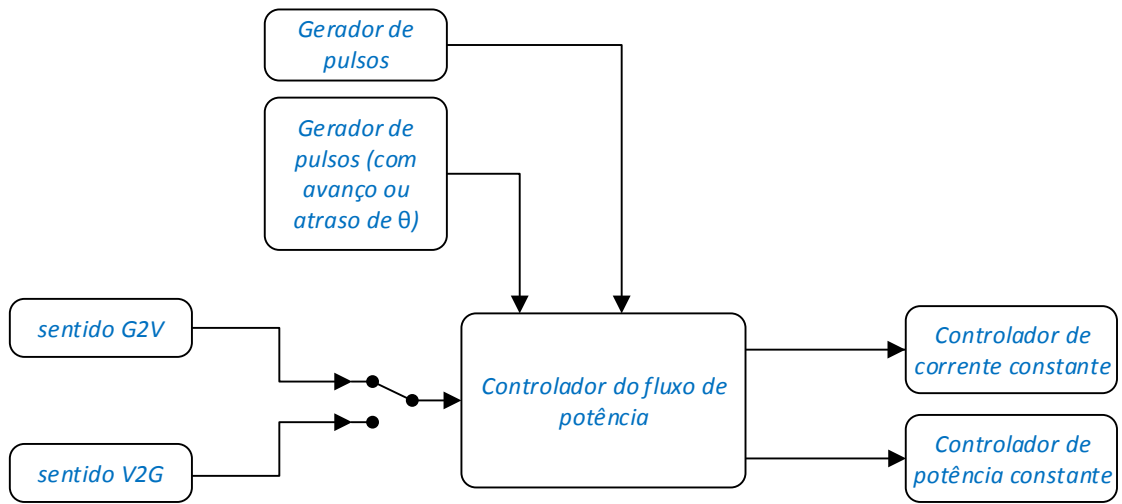 Gerador de
pulsos
Gerador de
pulsos (com
avanço ou
atraso de θ)
sentido G2V
sentido V2G
Controlador do fluxo de
potência
Controlador de
corrente constante
Controlador de
potência constante